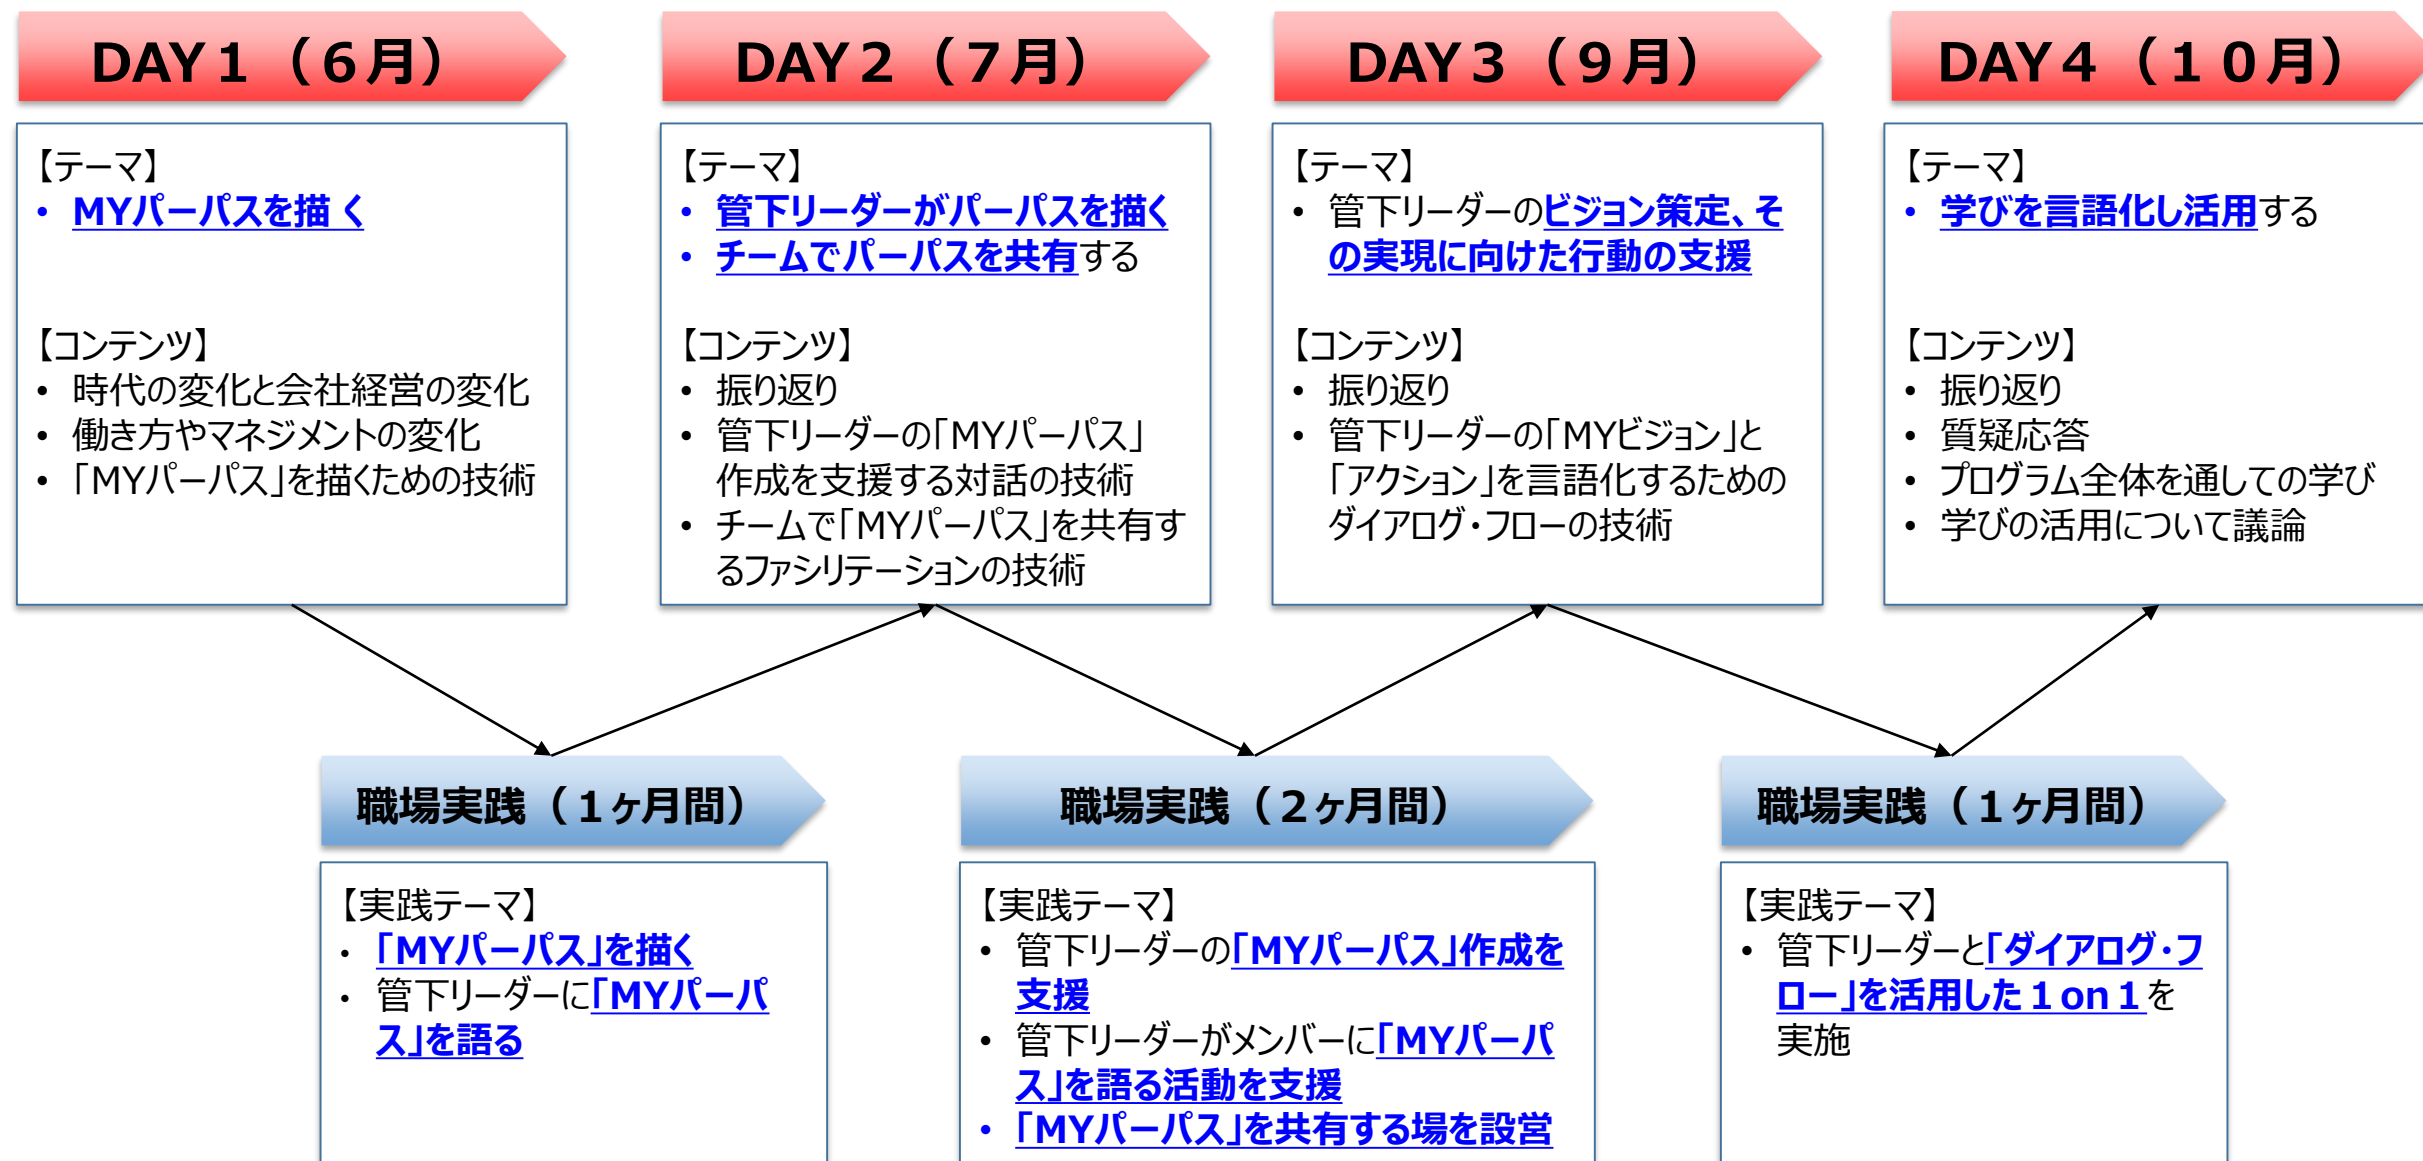 DAY１（６月）
【テーマ】
• MYパーパスを描く
【コンテンツ】
• 時代の変化と会社経営の変化
• 働き方やマネジメントの変化
• 「MYパーパス」を描くための技術
DAY２（７月）
【テーマ】
• 管下リーダーがパーパスを描く
• チームでパーパスを共有する
【コンテンツ】
• 振り返り
• 管下リーダーの「MYパーパス」
作成を支援する対話の技術
• チームで「MYパーパス」を共有す
るファシリテーションの技術
DAY３（９月）
【テーマ】
• 管下リーダーのビジョン策定、そ
の実現に向けた行動の支援
【コンテンツ】
• 振り返り
• 管下リーダーの「MYビジョン」と
「アクション」を言語化するための
ダイアログ・フローの技術
DAY４（１０月）
【テーマ】
• 学びを言語化し活用する
【コンテンツ】
• 振り返り
• 質疑応答
• プログラム全体を通しての学び
• 学びの活用について議論
職場実践（１ヶ月間）
【実践テーマ】
• 「MYパーパス」を描く
• 管下リーダーに「MYパーパ
ス」を語る
職場実践（２ヶ月間）
【実践テーマ】
• 管下リーダーの「MYパーパス」作成を
支援
• 管下リーダーがメンバーに「MYパーパ
ス」を語る活動を支援
• 「MYパーパス」を共有する場を設営
職場実践（１ヶ月間）
【実践テーマ】
• 管下リーダーと「ダイアログ・フ
ロー」を活用した１on１を
実施